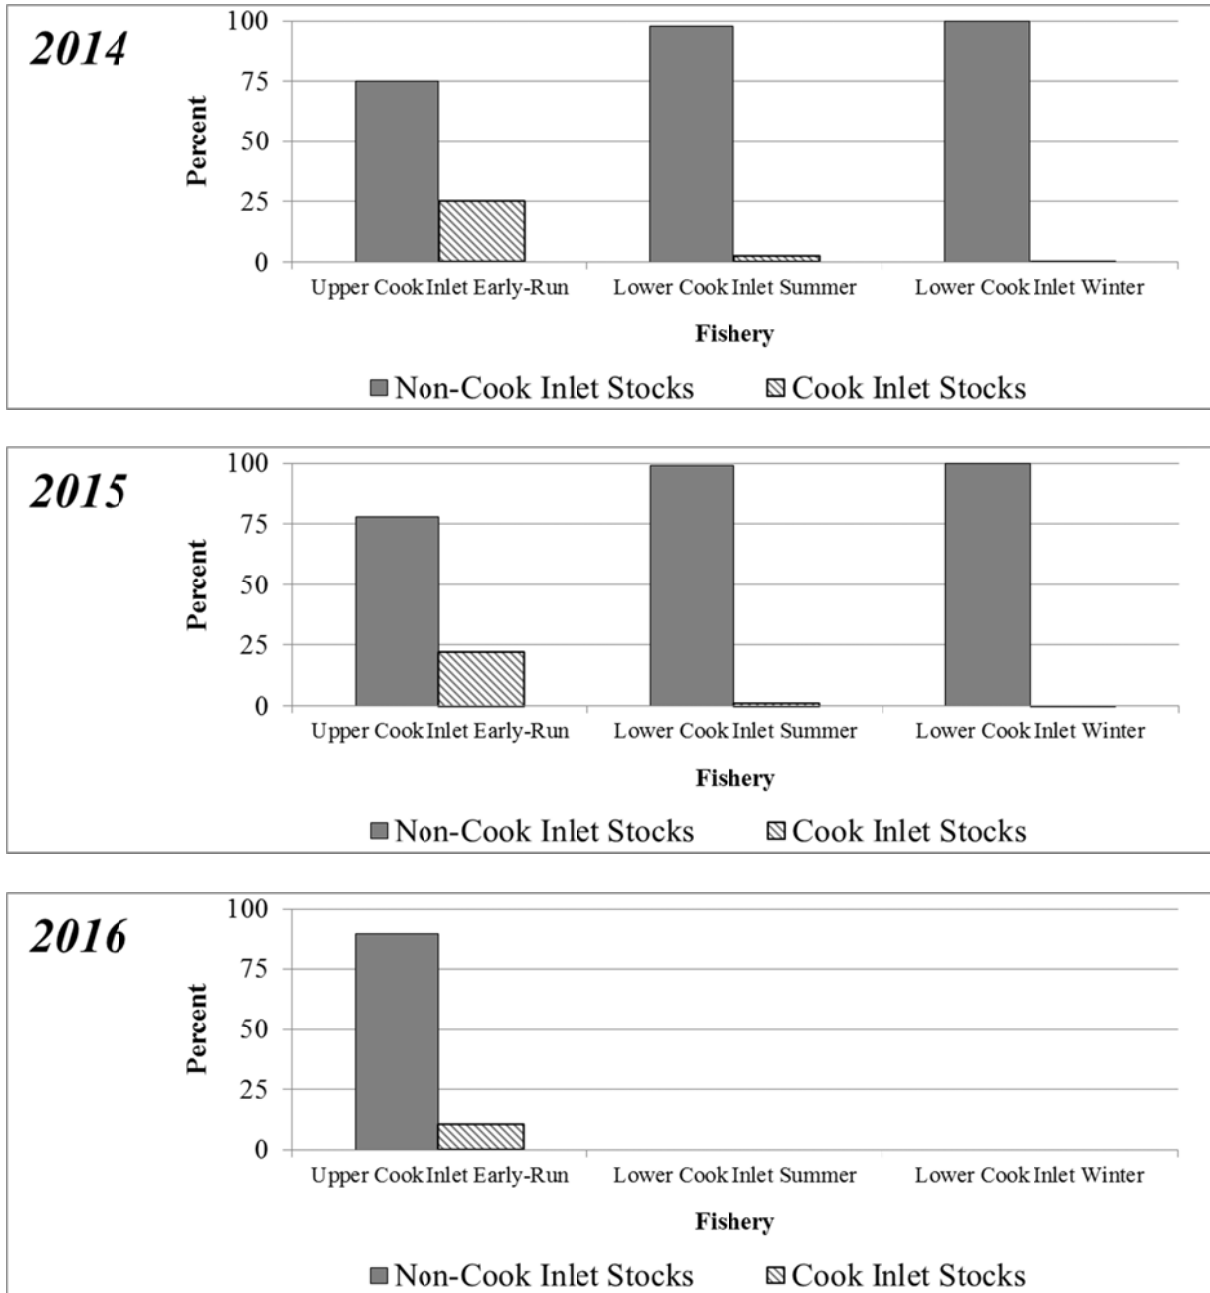 2014
100
75
50
25
0
Percent
Upper Cook Inlet Early-Run Lower Cook Inlet Summer Lower Cook Inlet Winter
Fishery
Non-Cook Inlet Stocks Cook Inlet Stocks
2015
100
75
50
25
0
Percent
Upper Cook Inlet Early-Run Lower Cook Inlet Summer Lower Cook Inlet Winter
Fishery
Non-Cook Inlet Stocks Cook Inlet Stocks
2016
100
75
50
25
0
Percent
Upper Cook Inlet Early-Run Lower Cook Inlet Summer Lower Cook Inlet Winter
Fishery
Non-Cook Inlet Stocks Cook Inlet Stocks